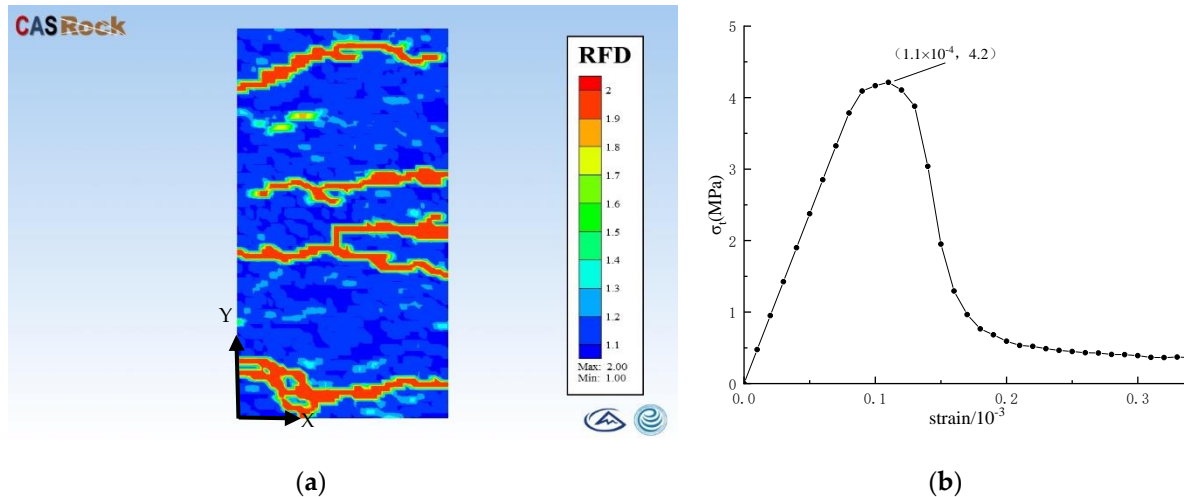 CASRock
RFD
2
1.9
1.8
1.7
1.6
1.5
1.4
1.3
1.2
1.1
Max: 2.00
Min: 1.00
Y
X
(a)
(1.1×10⁻⁴, 4.2)
5
4
3
2
1
0
σt(MPa)
0.0 0.1 0.2 0.3
strain/10⁻³
(b)